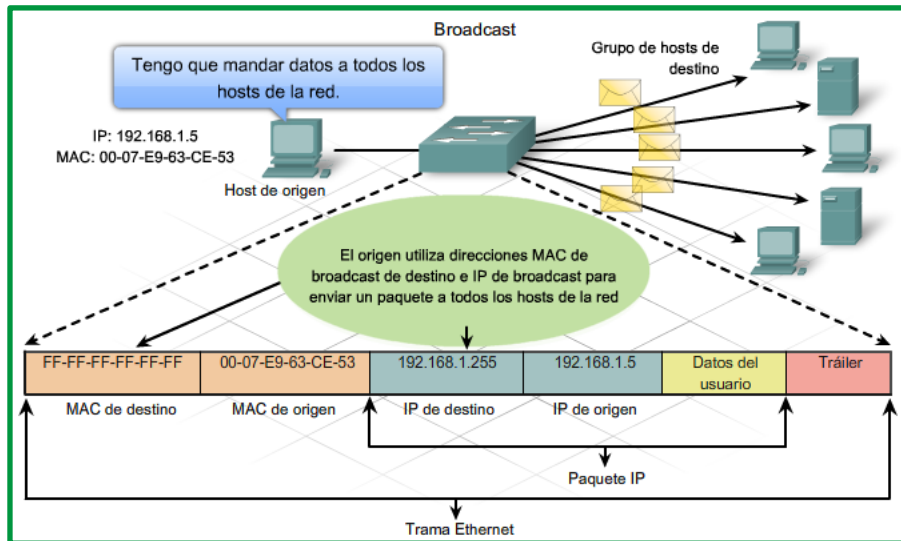 Broadcast
Tengo que mandar datos a todos los
hosts de la red.
Grupo de hosts de
destino
IP: 192.168.1.5
MAC: 00-07-E9-63-CE-53
Host de origen
El origen utiliza direcciones MAC de
broadcast de destino e IP de broadcast para
enviar un paquete a todos los hosts de la red
FF-FF-FF-FF-FF-FF
00-07-E9-63-CE-53
192.168.1.255
192.168.1.5
Datos del
usuario
Tráiler
MAC de destino
MAC de origen
IP de destino
IP de origen
Paquete IP
Trama Ethernet